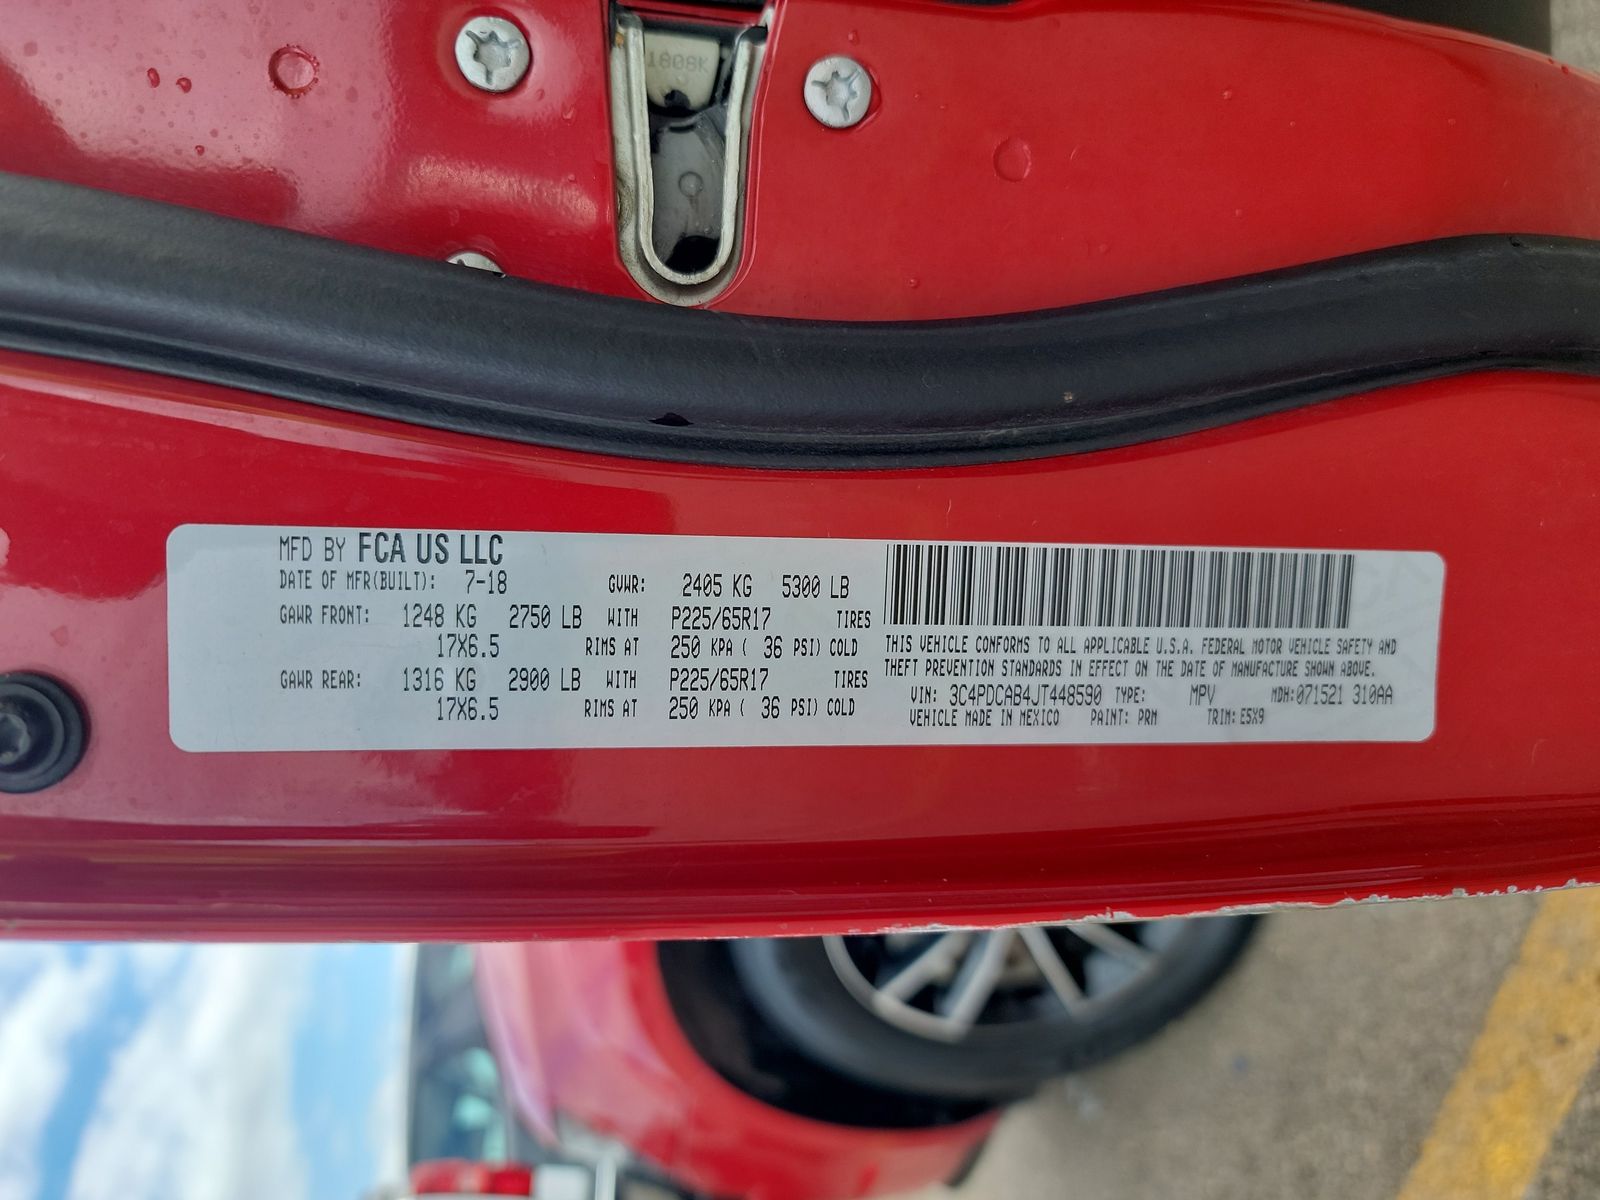 1808K
MFD BY FCA US LLC
DATE OF MFR(BUILT): 7-18 GVWR: 2405 KG 5300 LB
GAWR FRONT: 1248 KG 2750 LB WITH P225/65R17 TIRES
17X6.5 RIMS AT 250 KPA ( 36 PSI) COLD
GAWR REAR: 1316 KG 2900 LB WITH P225/65R17 TIRES
17X6.5 RIMS AT 250 KPA ( 36 PSI) COLD
THIS VEHICLE CONFORMS TO ALL APPLICABLE U.S.A. FEDERAL MOTOR VEHICLE SAFETY AND
THEFT PREVENTION STANDARDS IN EFFECT ON THE DATE OF MANUFACTURE SHOWN ABOVE.
VIN: 3C4PDCAB4JT448590 TYPE: MPV MDH:071521 310AA
VEHICLE MADE IN MEXICO PAINT: PRM TRIM: E5X9